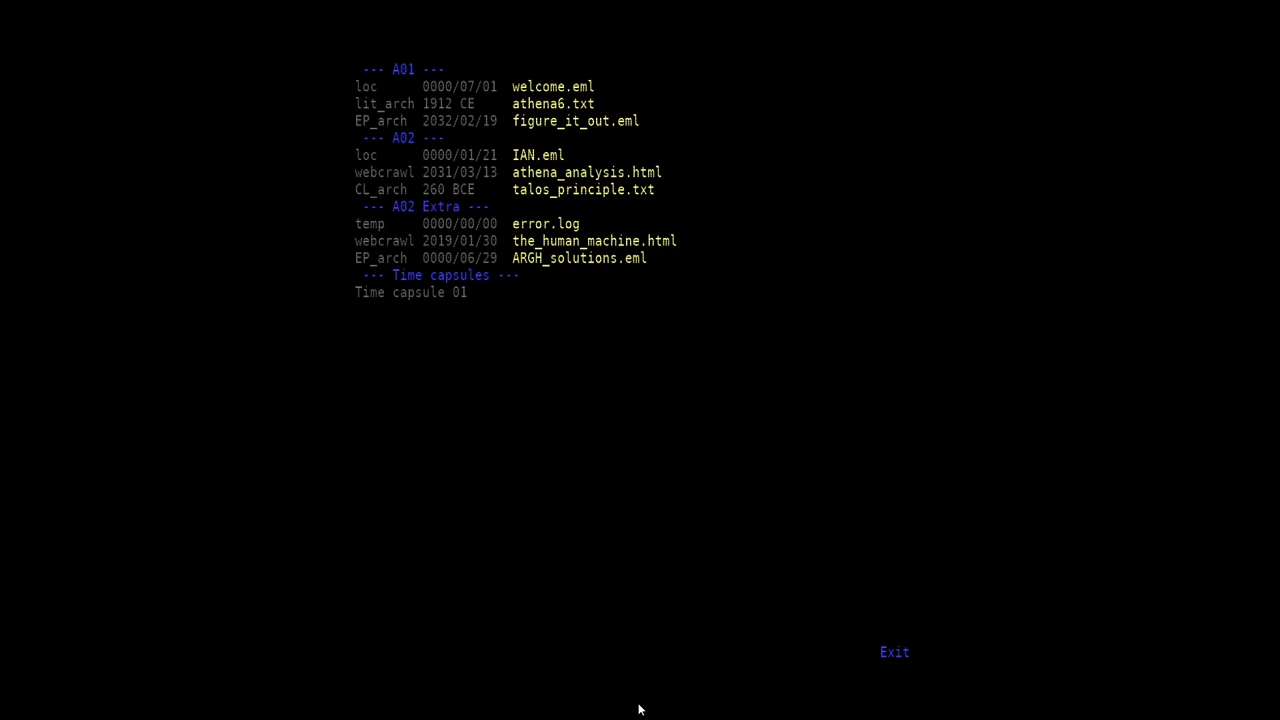 --- A01 ---
loc 0000/07/01 welcome.eml
lit_arch 1912 CE athena6.txt
EP_arch 2032/02/19 figure_it_out.eml
--- A02 ---
loc 0000/01/21 IAN.eml
webcrawl 2031/03/13 athena_analysis.html
CL_arch 260 BCE talos_principle.txt
--- A02 Extra ---
temp 0000/00/00 error.log
webcrawl 2019/01/30 the_human_machine.html
EP_arch 0000/06/29 ARGH_solutions.eml
--- Time capsules ---
Time capsule 01
Exit